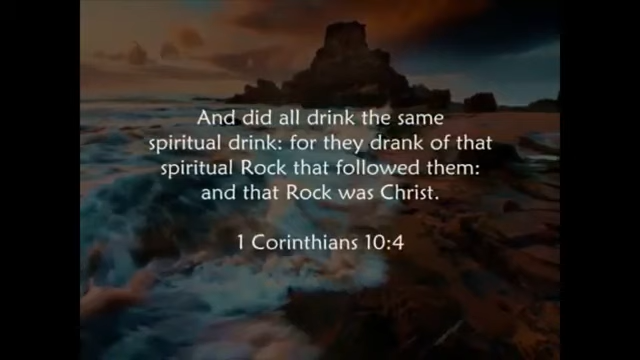 And did all drink the same
spiritual drink: for they drank of that
spiritual Rock that followed them:
and that Rock was Christ.
1 Corinthians 10:4